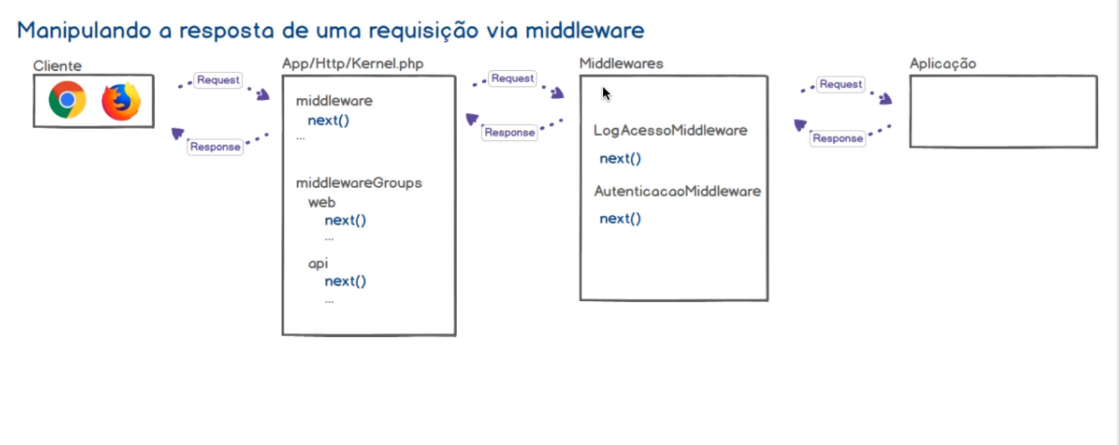 Manipulando a resposta de uma requisição via middleware
Cliente
Request
Response
App/Http/Kernel.php
middleware
next()
...
middlewareGroups
web
next()
...
api
next()
...
Request
Response
Middlewares
LogAcessoMiddleware
next()
AutenticacaoMiddleware
next()
Request
Response
Aplicação